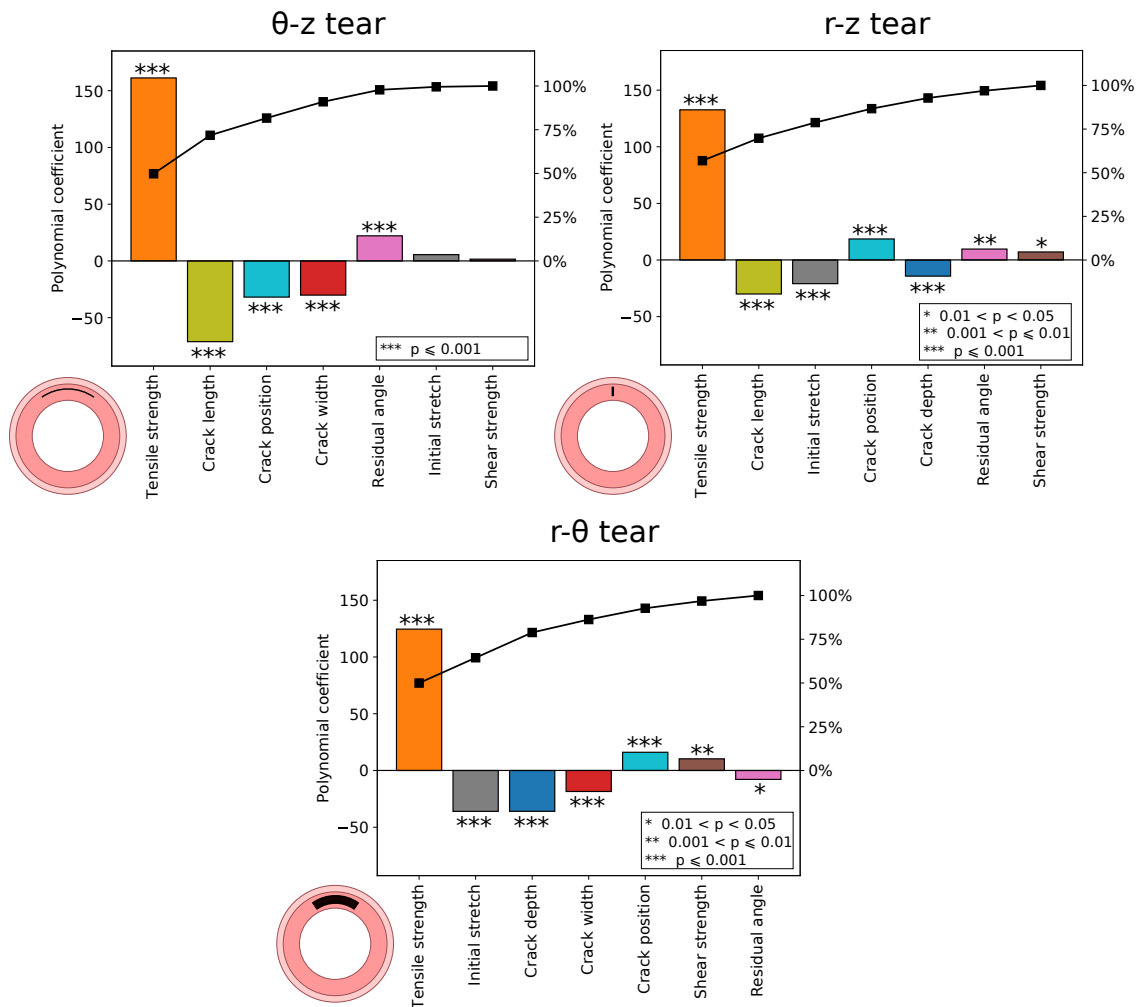 θ-z tear
Polynomial coefficient
150
100
50
0
−50
***
***
***
***
***
100%
75%
50%
25%
0%
*** p ⩽ 0.001
Tensile strength
Crack length
Crack position
Crack width
Residual angle
Initial stretch
Shear strength
r-z tear
Polynomial coefficient
150
100
50
0
−50
***
***
***
***
***
**
*
100%
75%
50%
25%
0%
* 0.01 < p < 0.05
** 0.001 < p ⩽ 0.01
*** p ⩽ 0.001
Tensile strength
Crack length
Initial stretch
Crack position
Crack depth
Residual angle
Shear strength
r-θ tear
Polynomial coefficient
150
100
50
0
−50
***
***
***
***
***
**
*
100%
75%
50%
25%
0%
* 0.01 < p < 0.05
** 0.001 < p ⩽ 0.01
*** p ⩽ 0.001
Tensile strength
Initial stretch
Crack depth
Crack width
Crack position
Shear strength
Residual angle